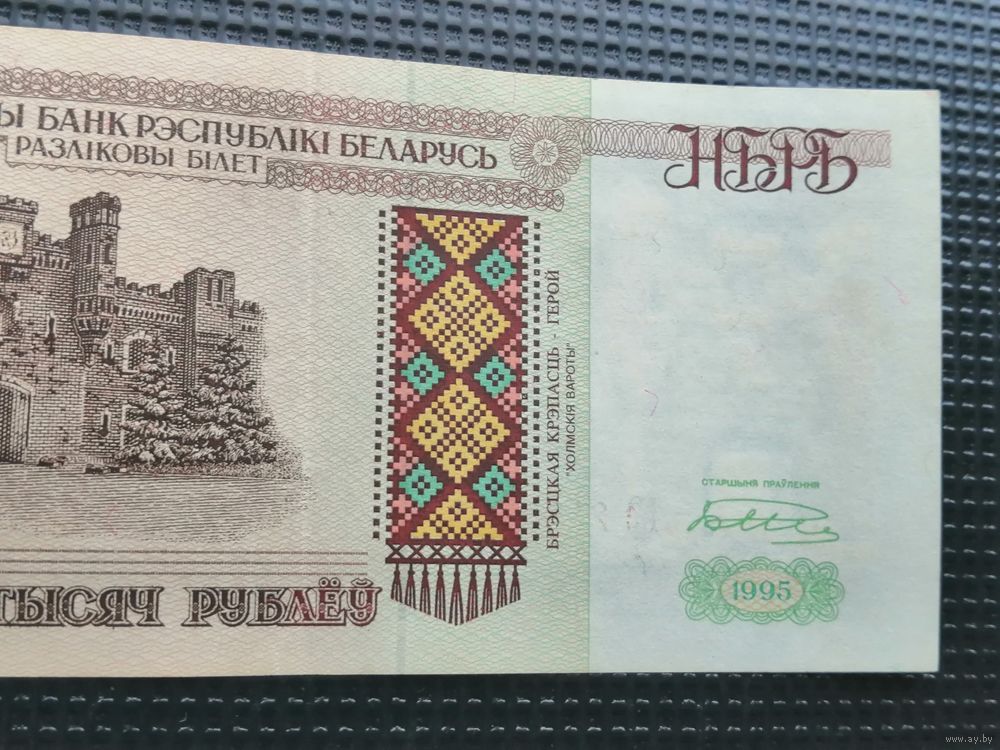 Ы БАНК РЭСПУБЛІКІ БЕЛАРУСЬ
РАЗЛІКОВЫ БІЛЕТ
НБРБ
БРЭСЦКАЯ КРЭПАСЦЬ - ГЕРОЙ
"ХОЛМСКІЯ ВАРОТЫ"
СТАРШЫНЯ ПРАЎЛЕННЯ
1995
ТЫСЯЧ РУБЛЁЎ
www.ay.by